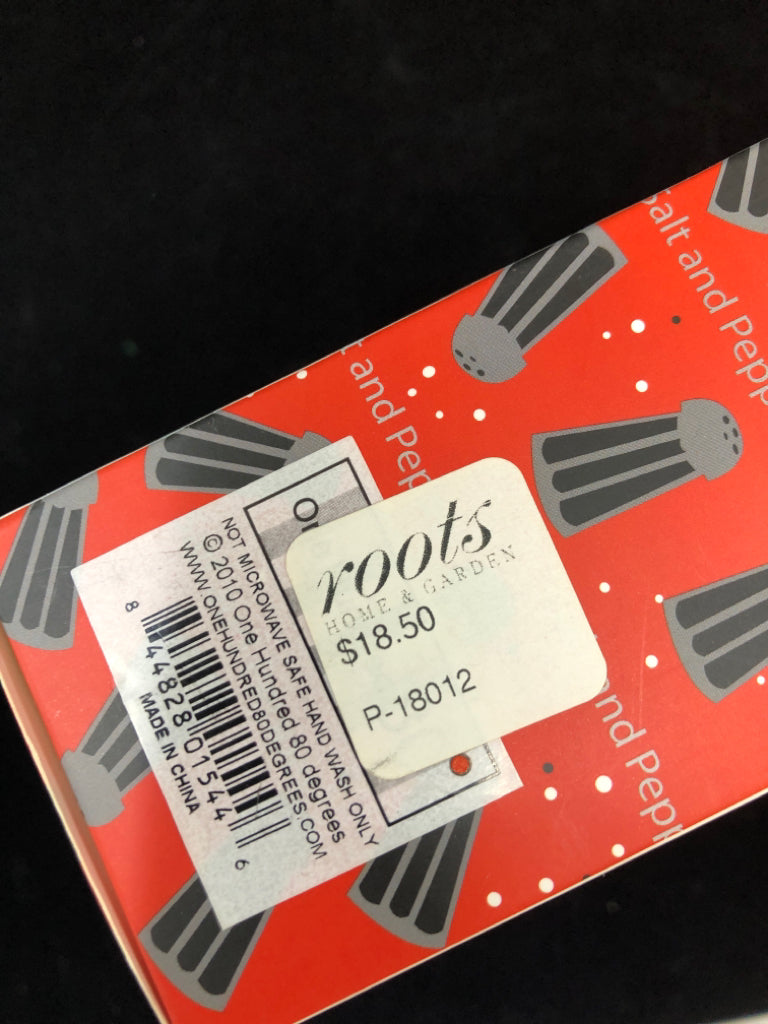 Salt and Pepp
t and Pep
nd Pepp
roots
HOME & GARDEN
$18.50
P-18012
NOT MICROWAVE SAFE HAND WASH ONLY
© 2010 One Hundred 80 degrees
WWW.ONEHUNDRED80DEGREES.COM
8 44828 01544 6
MADE IN CHINA